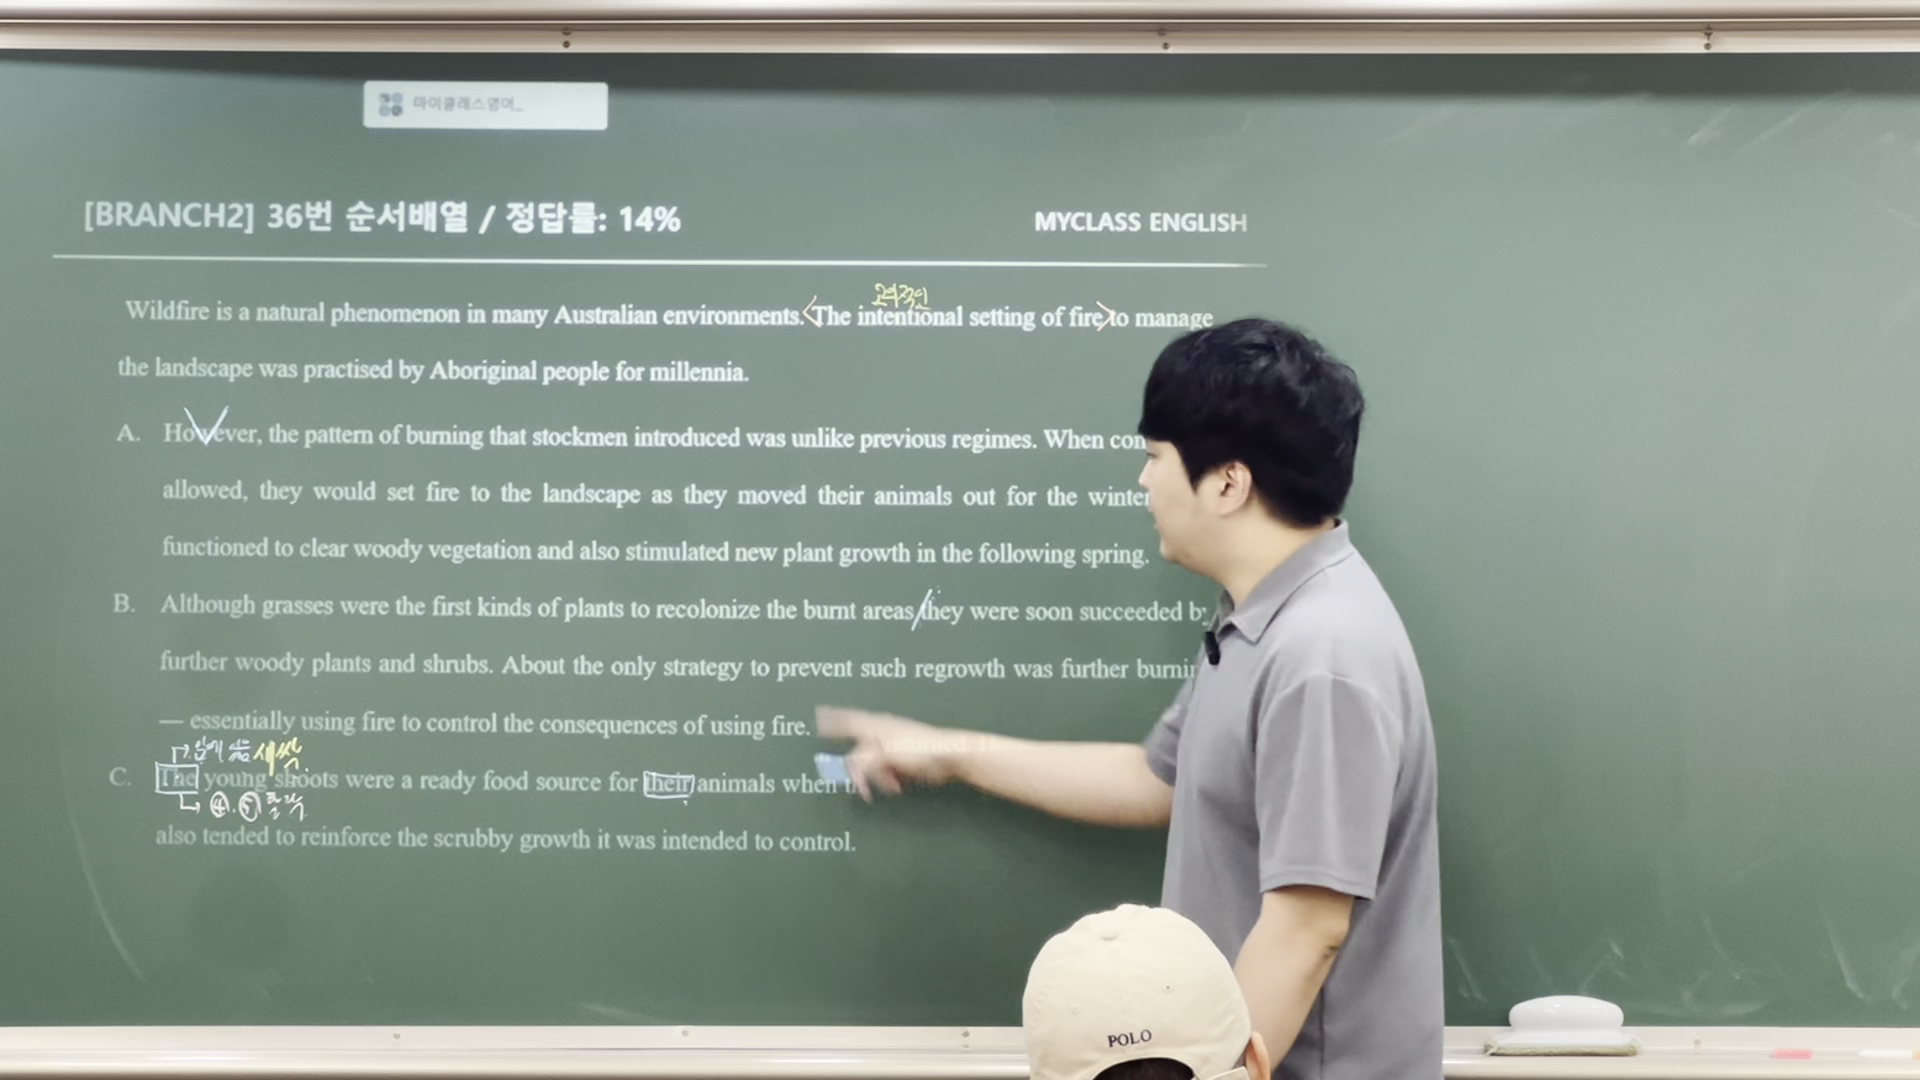 마이클래스영어_
[BRANCH2] 36번 순서배열 / 정답률: 14%
MYCLASS ENGLISH
고의적인
Wildfire is a natural phenomenon in many Australian environments. <The intentional setting of fire> to manage
the landscape was practised by Aboriginal people for millennia.
A. However, the pattern of burning that stockmen introduced was unlike previous regimes. When
allowed, they would set fire to the landscape as they moved their animals out for the winter
functioned to clear woody vegetation and also stimulated new plant growth in the following spring.
B. Although grasses were the first kinds of plants to recolonize the burnt areas/they were soon succeeded by
further woody plants and shrubs. About the only strategy to prevent such regrowth was further
— essentially using fire to control the consequences of using fire.
앞에 새싹
C. The young shoots were a ready food source for their animals when
④.⑤
also tended to reinforce the scrubby growth it was intended to control.
POLO